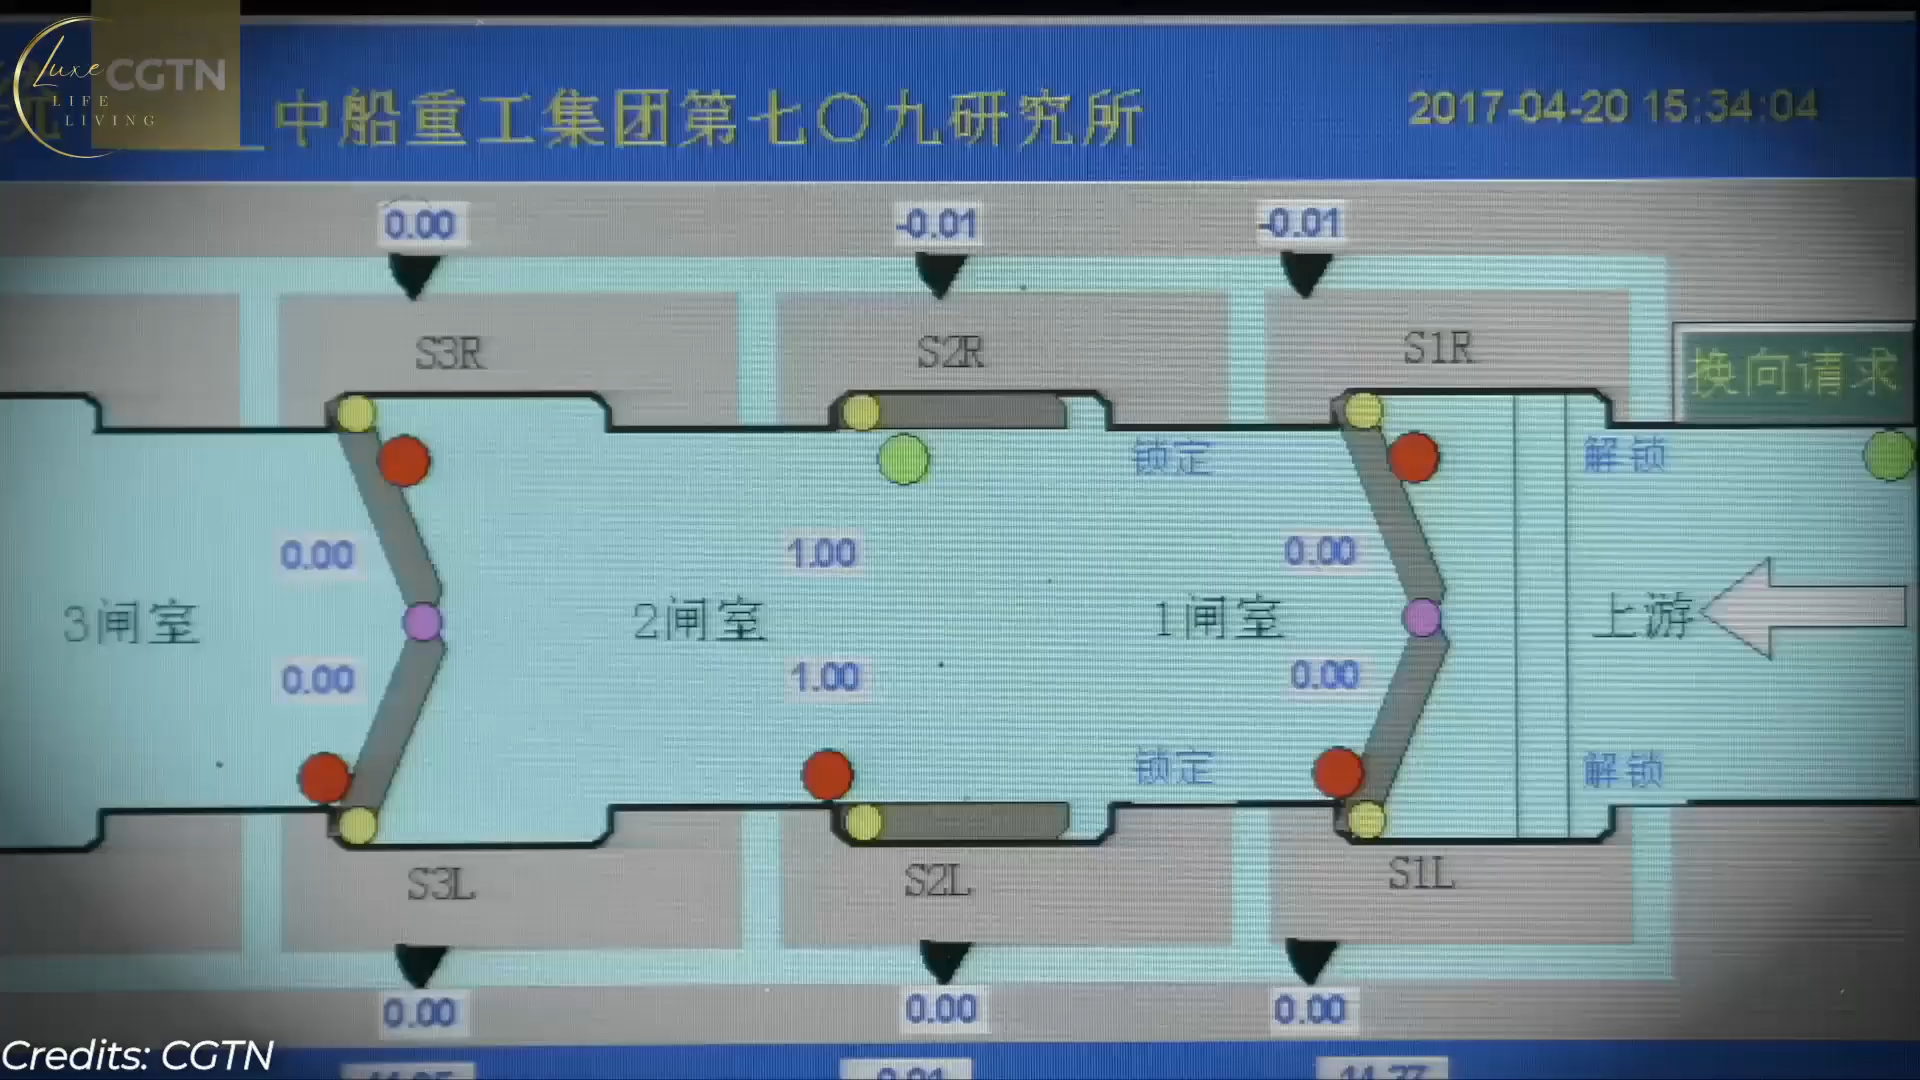 Luxe
LIFE
LIVING
CGTN
统
中船重工集团第七〇九研究所
2017-04-20 15:34:04
0.00
-0.01
-0.01
S3R
S2R
S1R
换向请求
锁定
解锁
0.00
1.00
0.00
3闸室
2闸室
1闸室
上游
0.00
1.00
0.00
锁定
解锁
S3L
S2L
S1L
0.00
0.00
0.00
Credits: CGTN